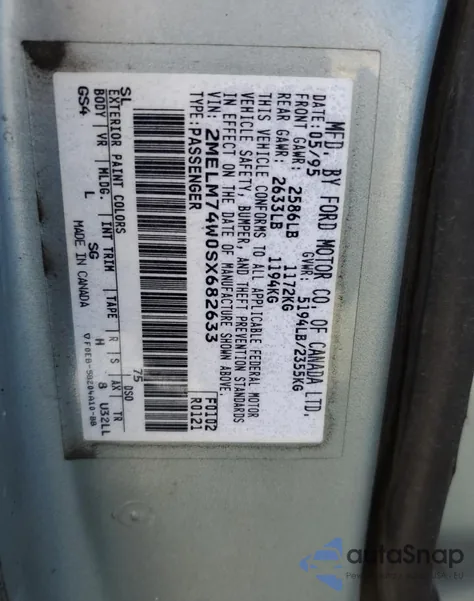 MFD. BY FORD MOTOR CO. OF CANADA LTD.
DATE: 05/95 GVWR: 5194LB/2355KG
FRONT GAWR: 2586LB 1172KG
REAR GAWR: 2633LB 1194KG
THIS VEHICLE CONFORMS TO ALL APPLICABLE FEDERAL MOTOR
VEHICLE SAFETY, BUMPER, AND THEFT PREVENTION STANDARDS
IN EFFECT ON THE DATE OF MANUFACTURE SHOWN ABOVE.
VIN: 2MELM74W0SX682633 F0102
TYPE: PASSENGER R0121
SL 75
EXTERIOR PAINT COLORS DSO
BODY VR MLDG. INT TRIM TAPE R S AX TR
GS4 L SG H 8 U32LL
MADE IN CANADA
autoSnap